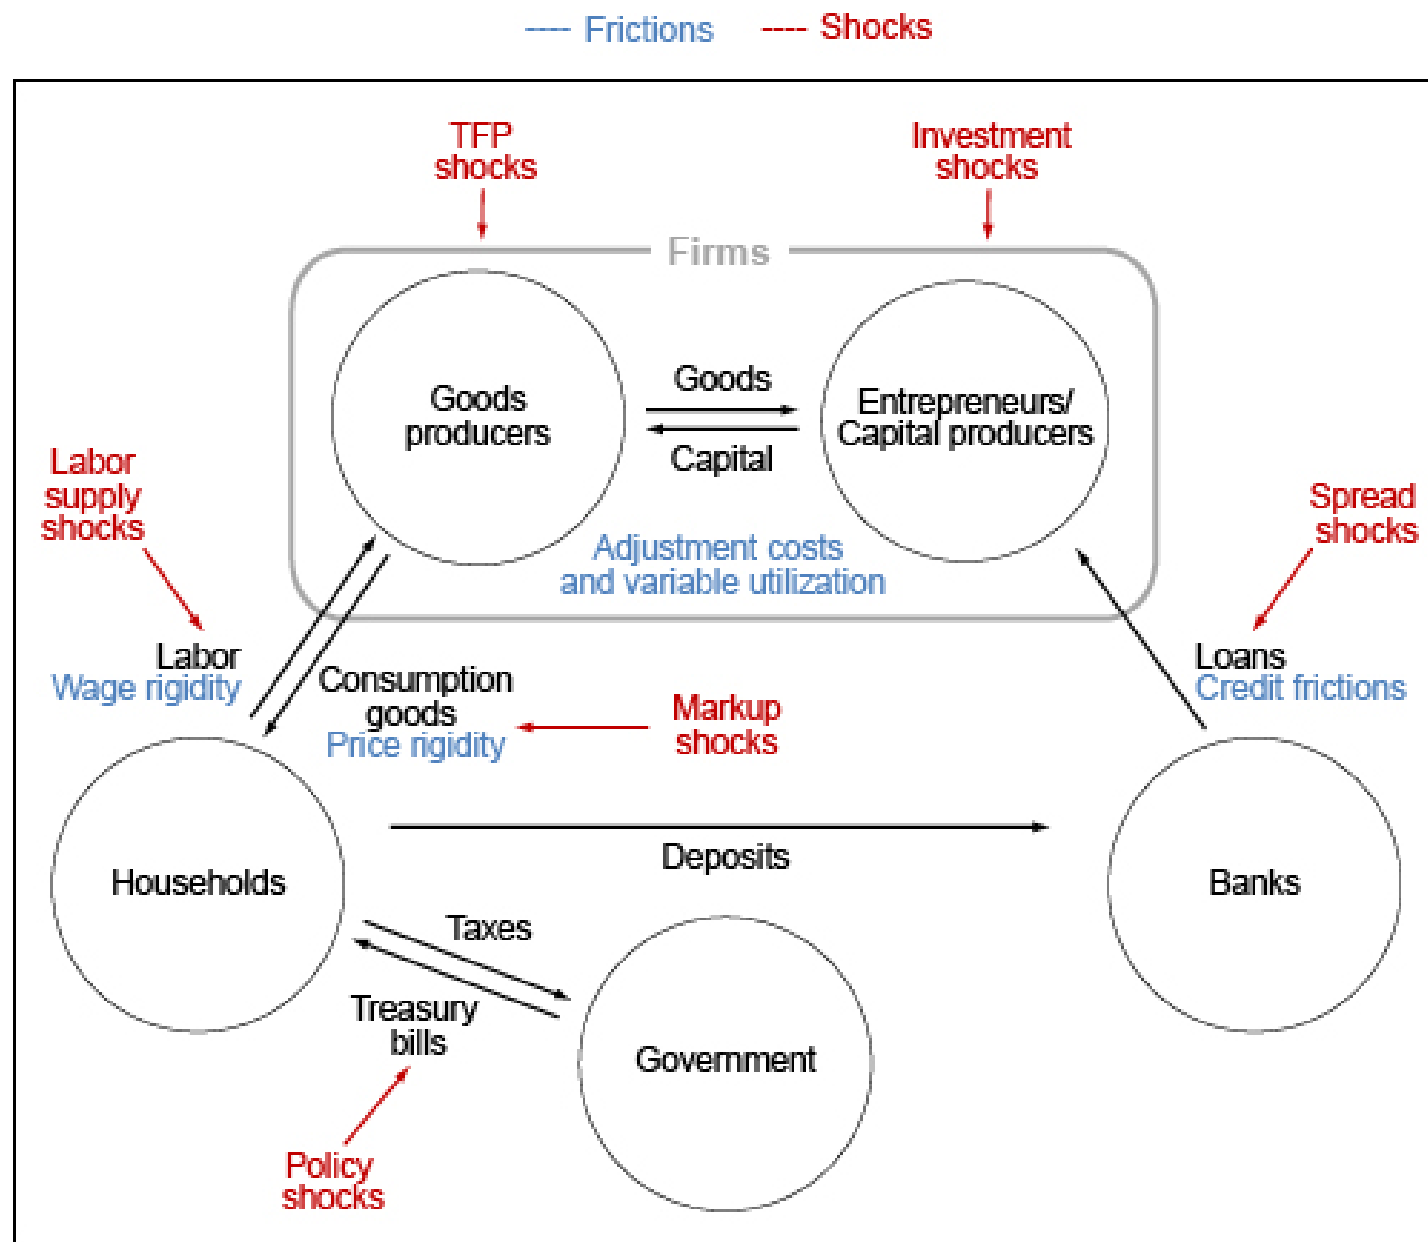 Frictions
Shocks
TFP
shocks
Investment
shocks
Firms
Goods
producers
Goods
Capital
Entrepreneurs/
Capital producers
Adjustment costs
and variable utilization
Labor
supply
shocks
Spread
shocks
Labor
Wage rigidity
Consumption
goods
Price rigidity
Markup
shocks
Loans
Credit frictions
Deposits
Households
Banks
Taxes
Treasury
bills
Government
Policy
shocks